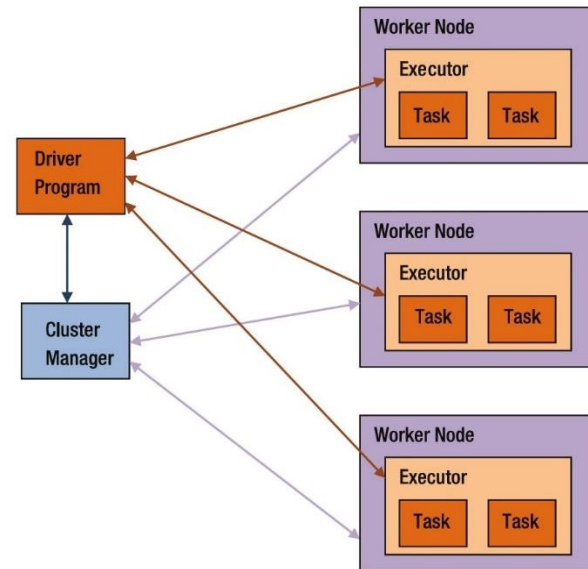 Worker Node
Executor
Task Task
Driver
Program
Worker Node
Executor
Task Task
Cluster
Manager
Worker Node
Executor
Task Task